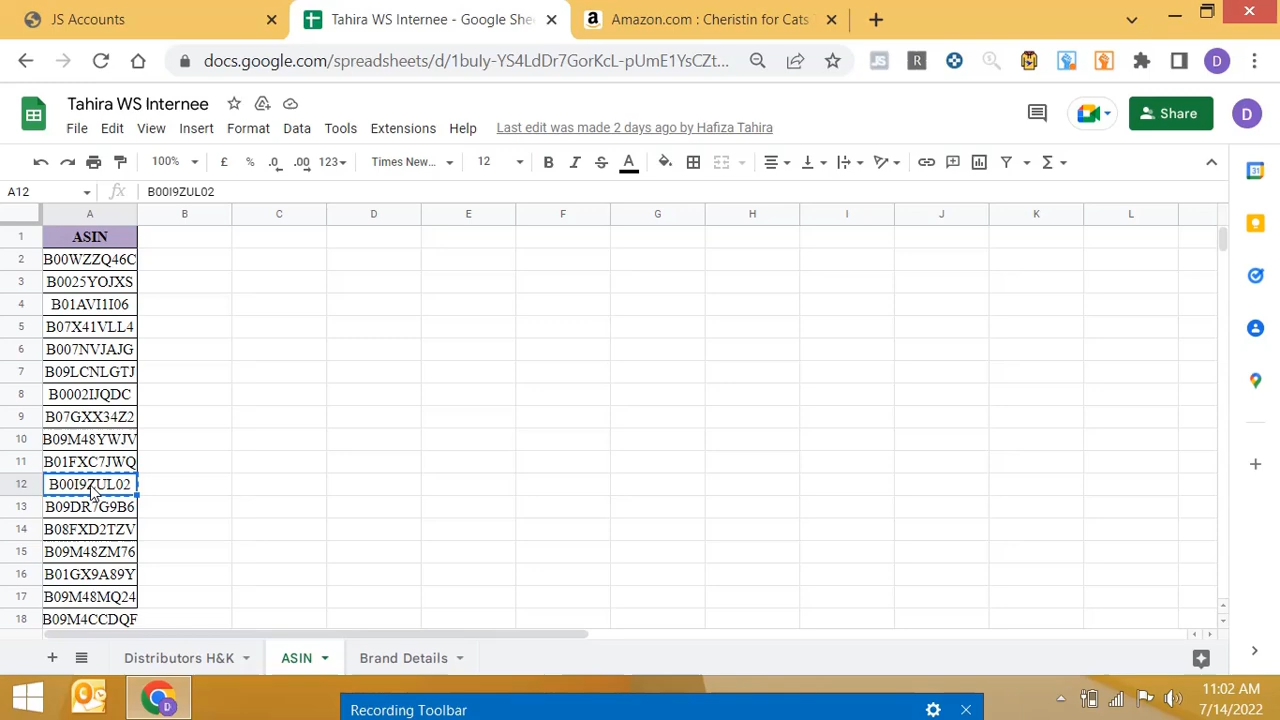 JS Accounts
Tahira WS Internee - Google She
Amazon.com : Cheristin for Cats
docs.google.com/spreadsheets/d/1buly-YS4LdDr7GorKcL-pUmE1YsCZt...
JS
R
D
Tahira WS Internee
Share
D
File Edit View Insert Format Data Tools Extensions Help Last edit was made 2 days ago by Hafiza Tahira
100% £ % .0 .00 123 Times New... 12 B I S A
A12 fx B00I9ZUL02
A B C D E F G H I J K L
1 ASIN
2 B00WZZQ46C
3 B0025YOJXS
4 B01AVI1I06
5 B07X41VLL4
6 B007NVJAJG
7 B09LCNLGTJ
8 B0002IJQDC
9 B07GXX34Z2
10 B09M48YWJV
11 B01FXC7JWQ
12 B00I9ZUL02
13 B09DR7G9B6
14 B08FXD2TZV
15 B09M48ZM76
16 B01GX9A89Y
17 B09M48MQ24
18 B09M4CCDQF
Distributors H&K ASIN Brand Details
Recording Toolbar
11:02 AM
7/14/2022